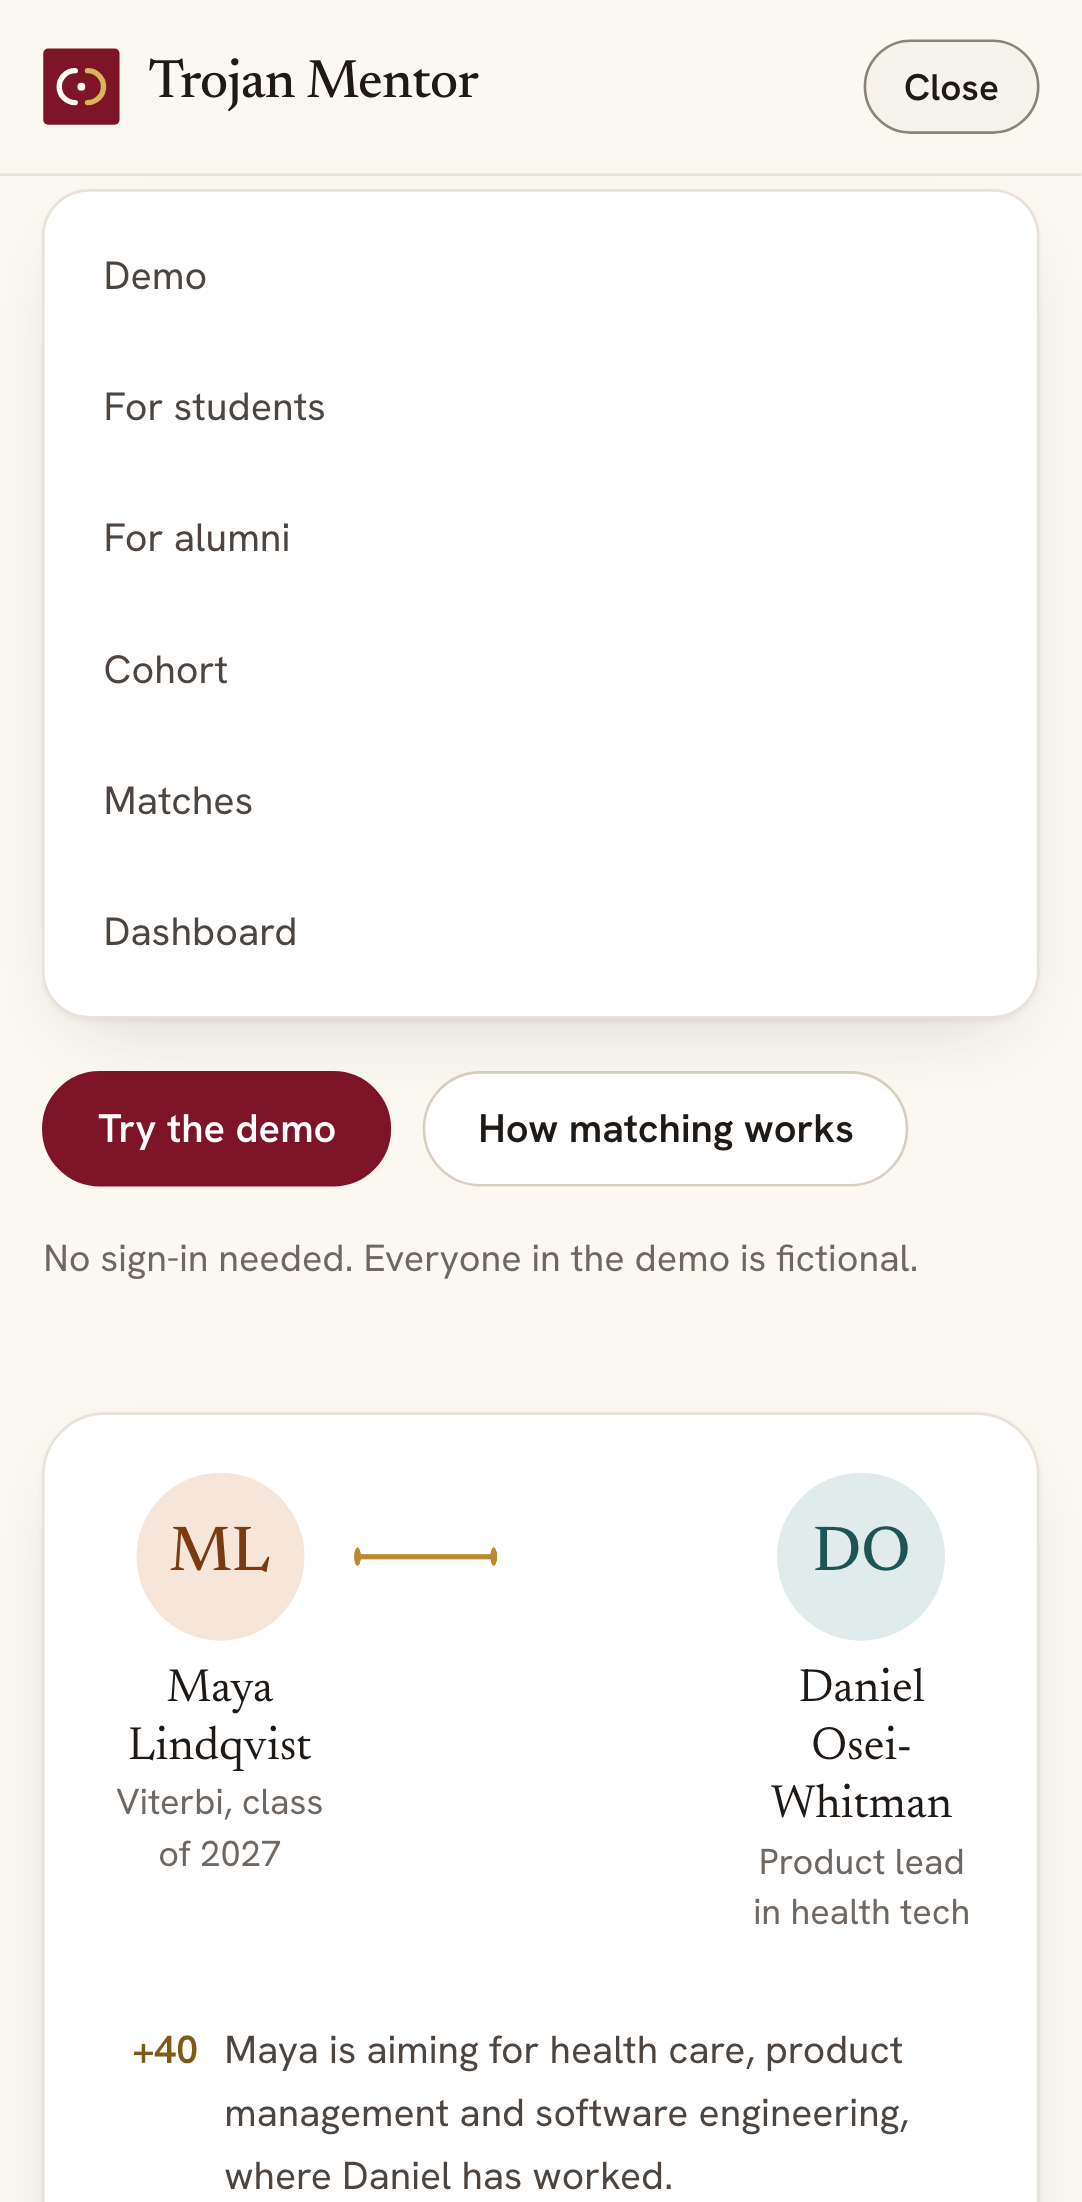 Trojan Mentor
Close
Demo
For students
For alumni
Cohort
Matches
Dashboard
Try the demo
How matching works
No sign-in needed. Everyone in the demo is fictional.
ML
Maya
Lindqvist
Viterbi, class
of 2027
DO
Daniel
Osei-
Whitman
Product lead
in health tech
+40 Maya is aiming for health care, product
management and software engineering,
where Daniel has worked.